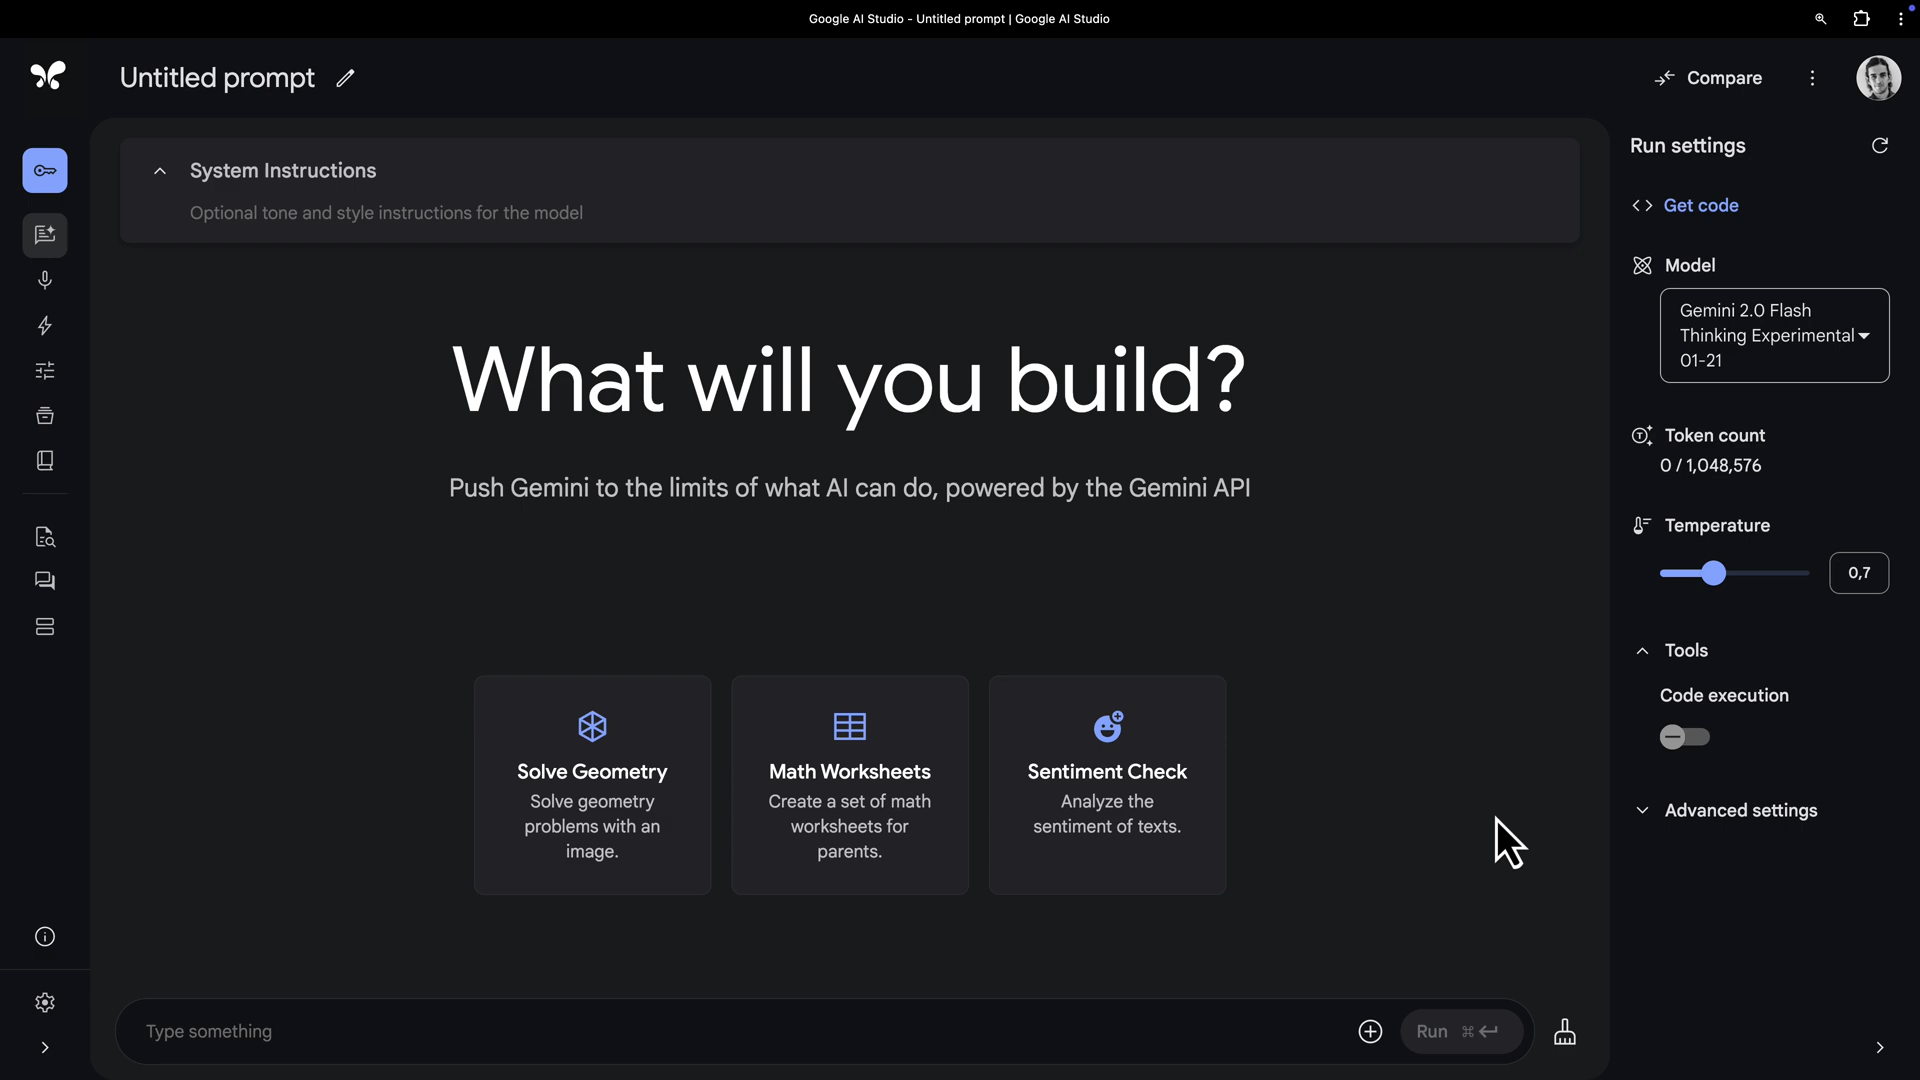 Google AI Studio - Untitled prompt | Google AI Studio
Untitled prompt
Compare
System Instructions
Optional tone and style instructions for the model
What will you build?
Push Gemini to the limits of what AI can do, powered by the Gemini API
Solve Geometry
Solve geometry
problems with an
image.
Math Worksheets
Create a set of math
worksheets for
parents.
Sentiment Check
Analyze the
sentiment of texts.
Type something
Run ⌘
Run settings
Get code
Model
Gemini 2.0 Flash
Thinking Experimental
01-21
Token count
0 / 1,048,576
Temperature
0,7
Tools
Code execution
Advanced settings